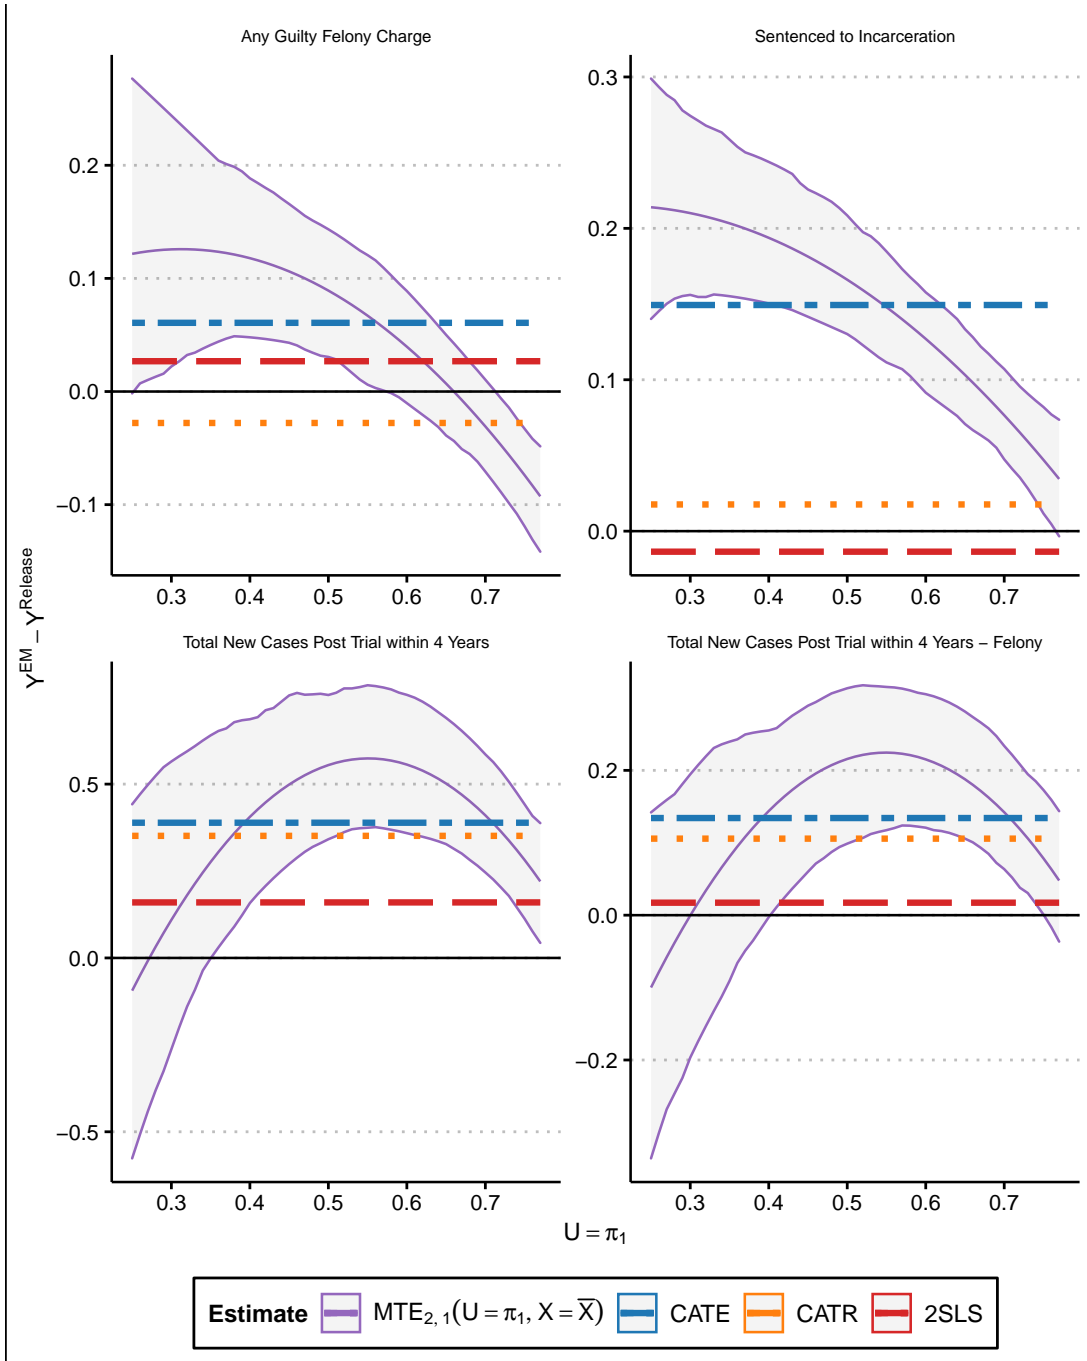 Any Guilty Felony Charge
Sentenced to Incarceration
0.2
0.1
0.0
−0.1
0.3 0.4 0.5 0.6 0.7
0.3
0.2
0.1
0.0
0.3 0.4 0.5 0.6 0.7
Y^EM − Y^Release
Total New Cases Post Trial within 4 Years
Total New Cases Post Trial within 4 Years − Felony
0.5
0.0
−0.5
0.3 0.4 0.5 0.6 0.7
0.2
0.0
−0.2
0.3 0.4 0.5 0.6 0.7
U = π₁
Estimate MTE₂, ₁(U = π₁, X = X̅) CATE CATR 2SLS